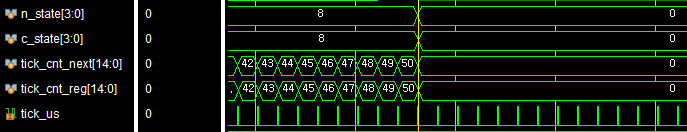 n_state[3:0] 0 8 0
c_state[3:0] 0 8 0
tick_cnt_next[14:0] 0 42 43 44 45 46 47 48 49 50 0
tick_cnt_reg[14:0] 0 . 42 43 44 45 46 47 48 49 50 0
tick_us 0